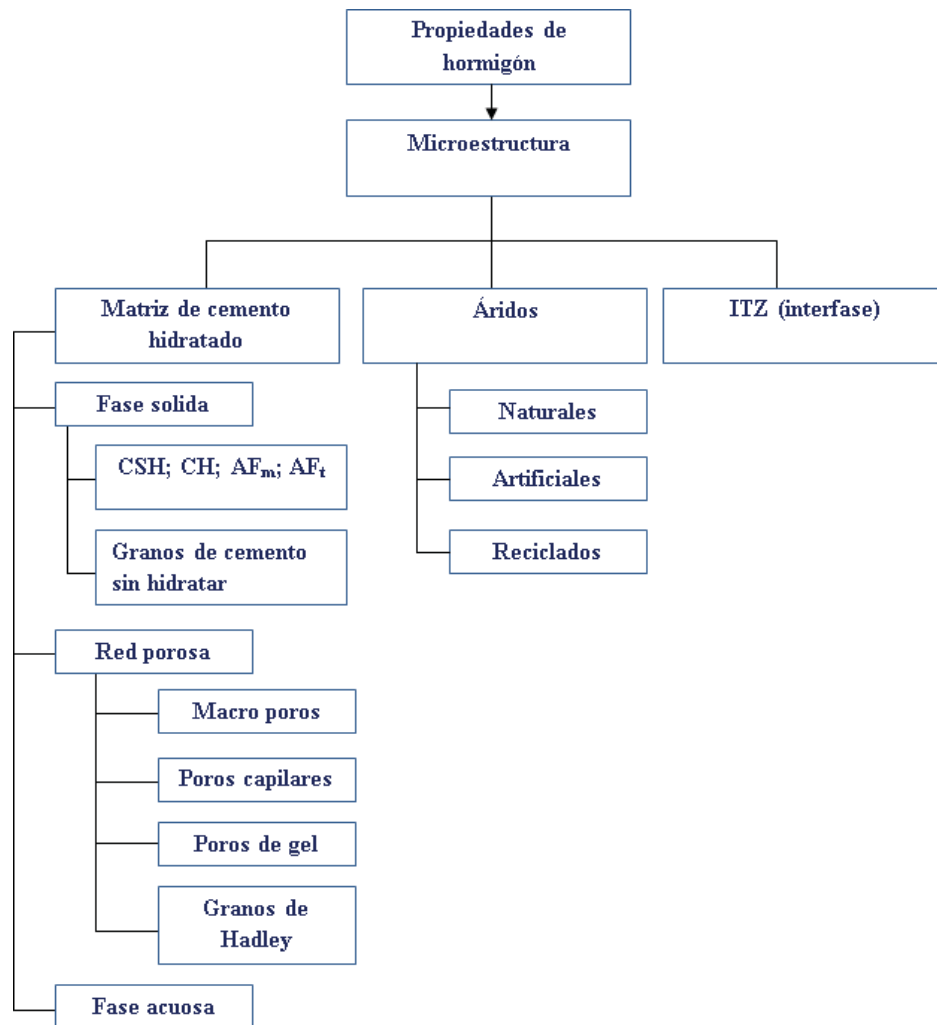 Propiedades de
hormigón
Microestructura
Matriz de cemento
hidratado
Áridos
ITZ (interfase)
Fase solida
Naturales
CSH; CH; AFm; AFt
Artificiales
Granos de cemento
sin hidratar
Reciclados
Red porosa
Macro poros
Poros capilares
Poros de gel
Granos de
Hadley
Fase acuosa